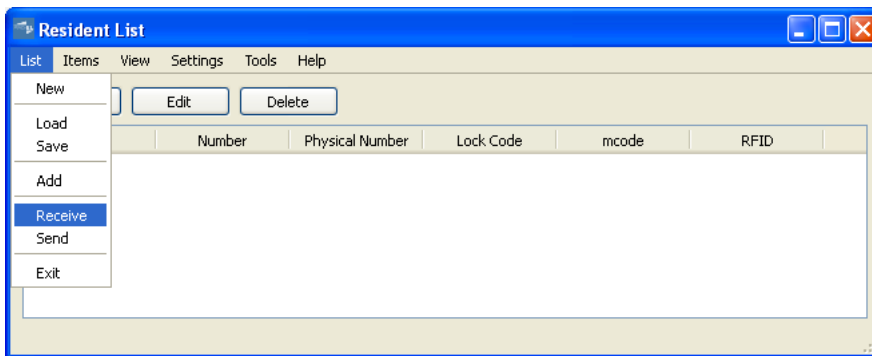 Resident List
List Items View Settings Tools Help
New
Edit Delete
Load
Save
Number Physical Number Lock Code mcode RFID
Add
Receive
Send
Exit